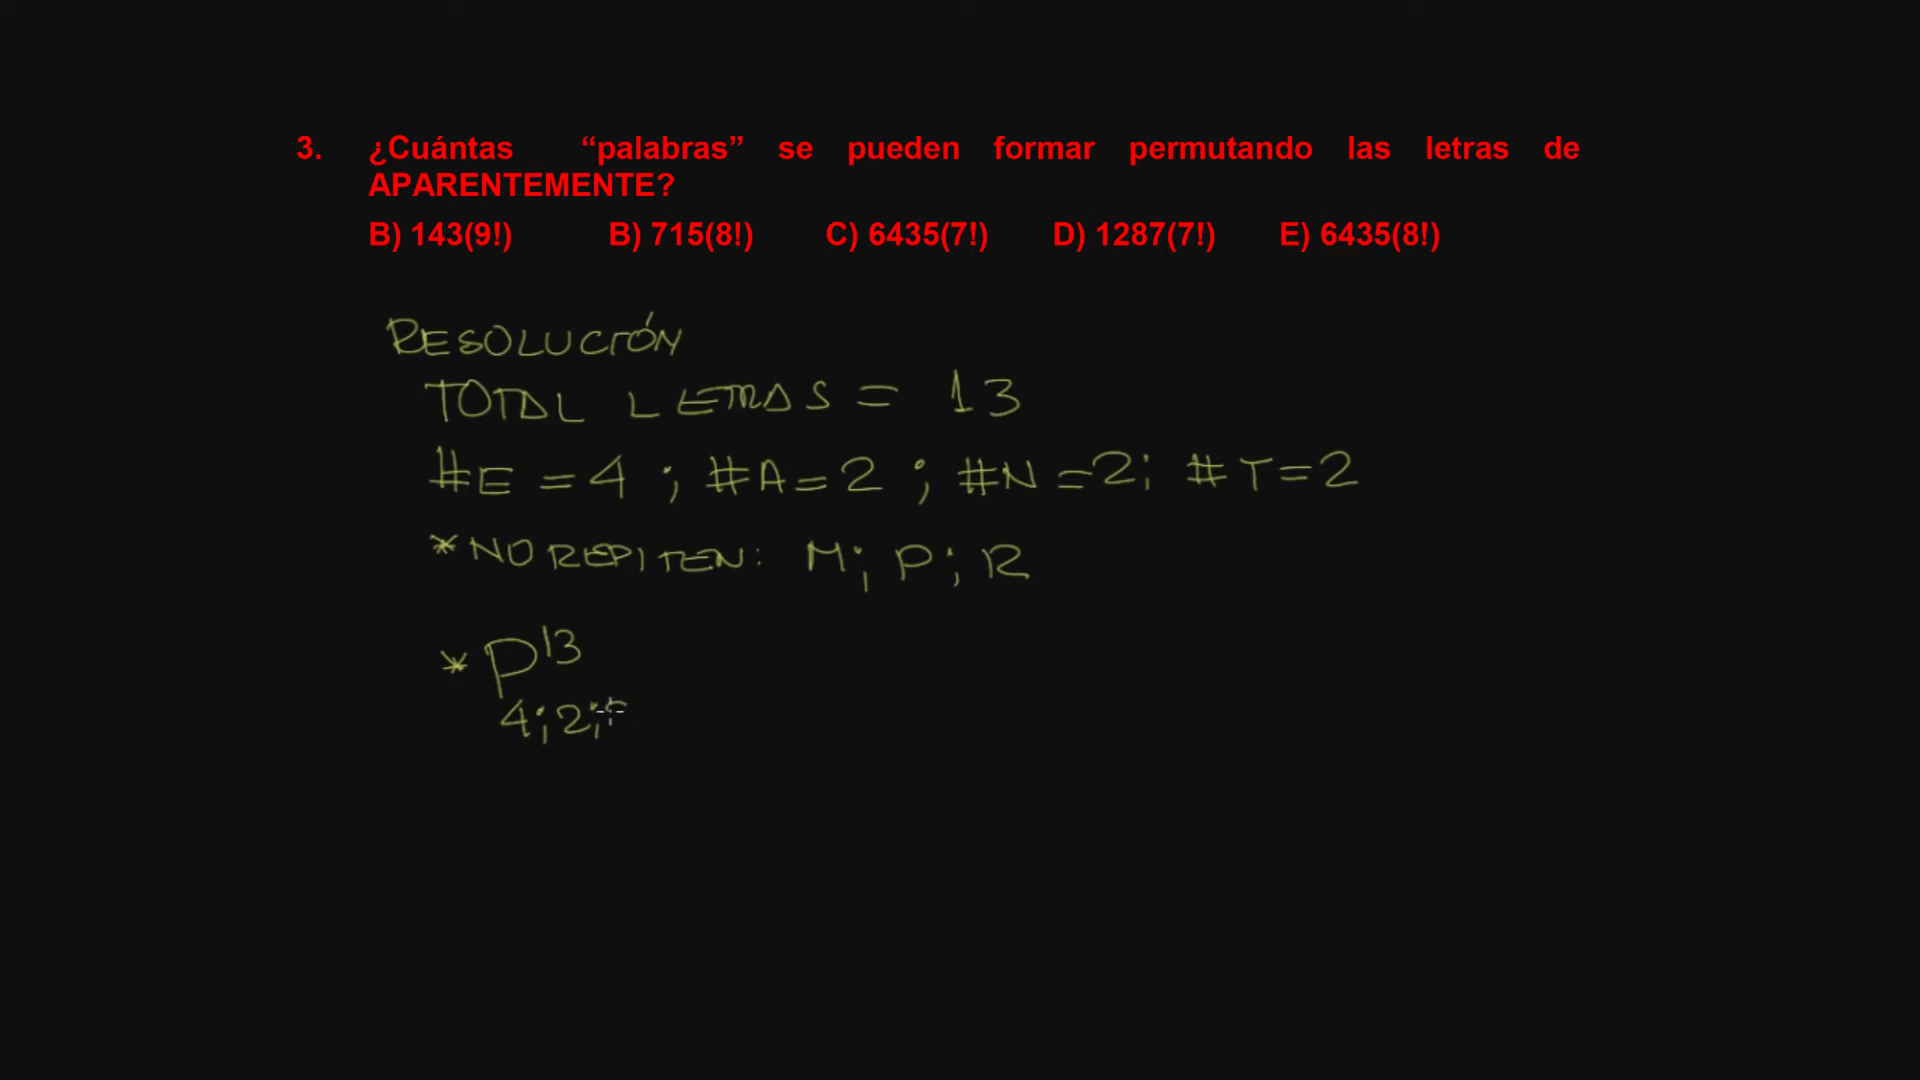 3. ¿Cuántas “palabras” se pueden formar permutando las letras de
APARENTEMENTE?
B) 143(9!) B) 715(8!) C) 6435(7!) D) 1287(7!) E) 6435(8!)
RESOLUCIÓN
TOTAL LETRAS = 13
#E = 4 ; #A = 2 ; #N = 2; #T = 2
* NO REPITEN: M; P; R
* P13
4;2;